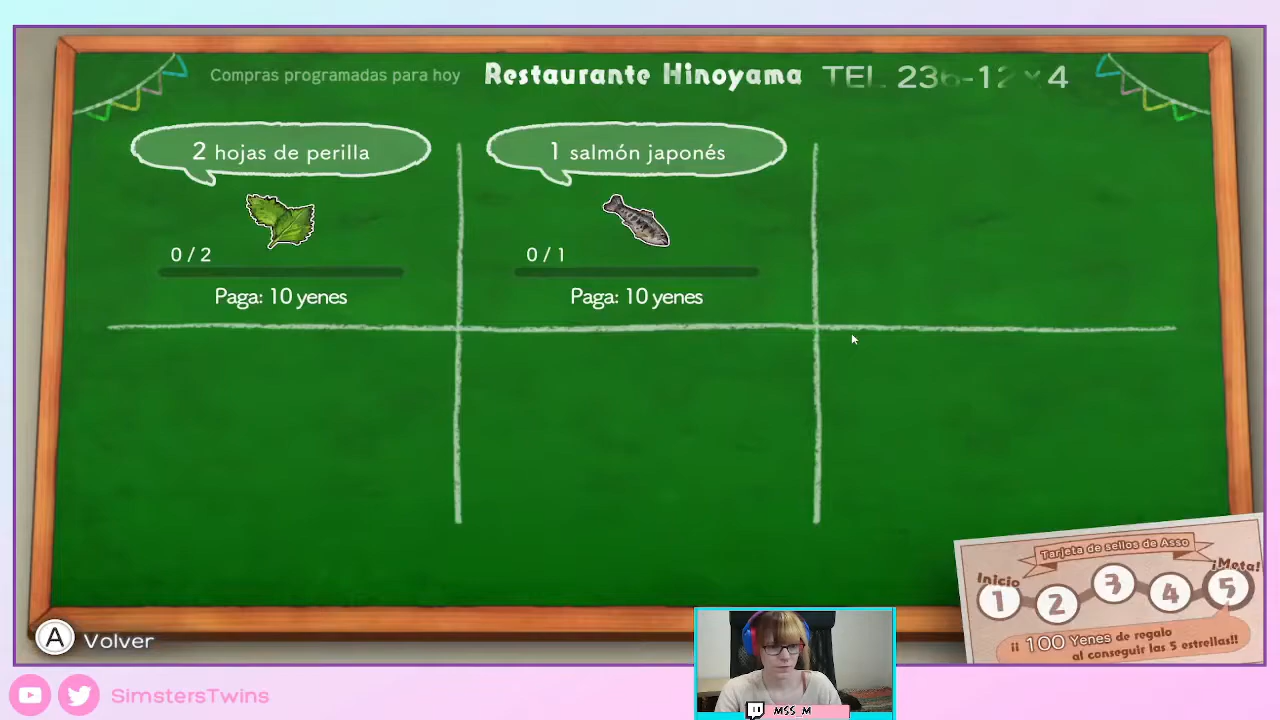 Compras programadas para hoy
Restaurante Hinoyama
TEL.
2 hojas de perilla
1 salmón japonés
0 / 2
0 / 1
Paga: 10 yenes
Paga: 10 yenes
Tarjeta de sellos de Asso
Inicio
¡Meta!
1 2 3 4 5
¡¡ 100 Yenes de regalo
al conseguir las 5 estrellas!!
A Volver
SimstersTwins
MSS_M